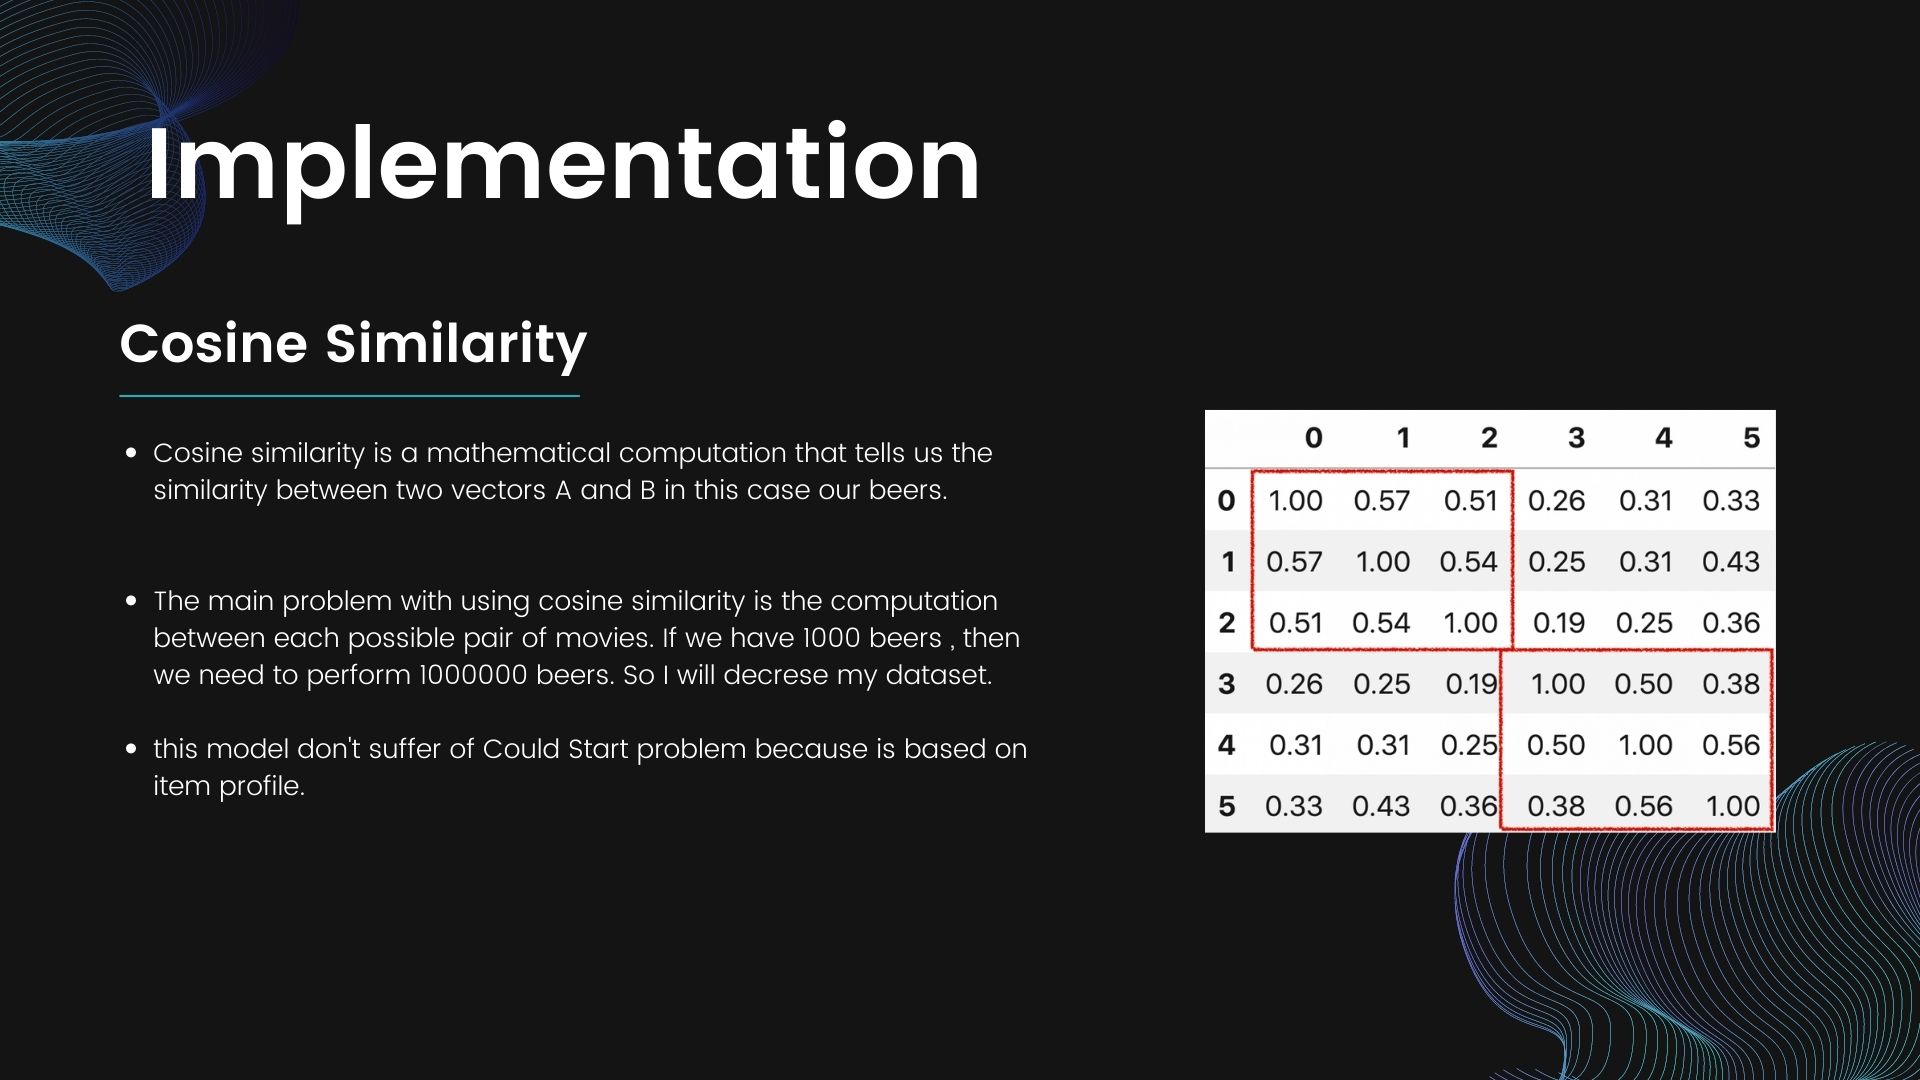 Implementation
Cosine Similarity
Cosine similarity is a mathematical computation that tells us the
similarity between two vectors A and B in this case our beers.
The main problem with using cosine similarity is the computation
between each possible pair of movies. If we have 1000 beers , then
we need to perform 1000000 beers. So I will decrese my dataset.
this model don't suffer of Could Start problem because is based on
item profile.
0 1 2 3 4 5
0 1.00 0.57 0.51 0.26 0.31 0.33
1 0.57 1.00 0.54 0.25 0.31 0.43
2 0.51 0.54 1.00 0.19 0.25 0.36
3 0.26 0.25 0.19 1.00 0.50 0.38
4 0.31 0.31 0.25 0.50 1.00 0.56
5 0.33 0.43 0.36 0.38 0.56 1.00